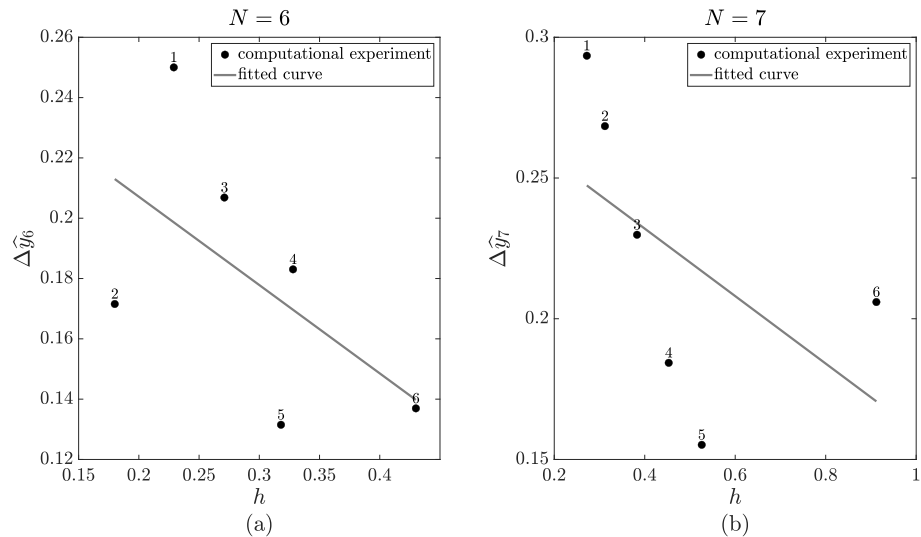 N = 6
0.26
0.24
0.22
0.2
0.18
0.16
0.14
0.12
Δŷ₆
computational experiment
fitted curve
1
2
3
4
5
6
0.15
0.2
0.25
0.3
0.35
0.4
h
(a)
N = 7
0.3
0.25
0.2
0.15
Δŷ₇
computational experiment
fitted curve
1
2
3
4
5
6
0.2
0.4
0.6
0.8
1
h
(b)